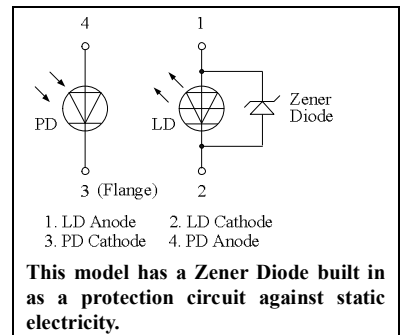 4 1
PD LD Zener
Diode
3 (Flange) 2
1. LD Anode 2. LD Cathode
3. PD Cathode 4. PD Anode
This model has a Zener Diode built in
as a protection circuit against static
electricity.